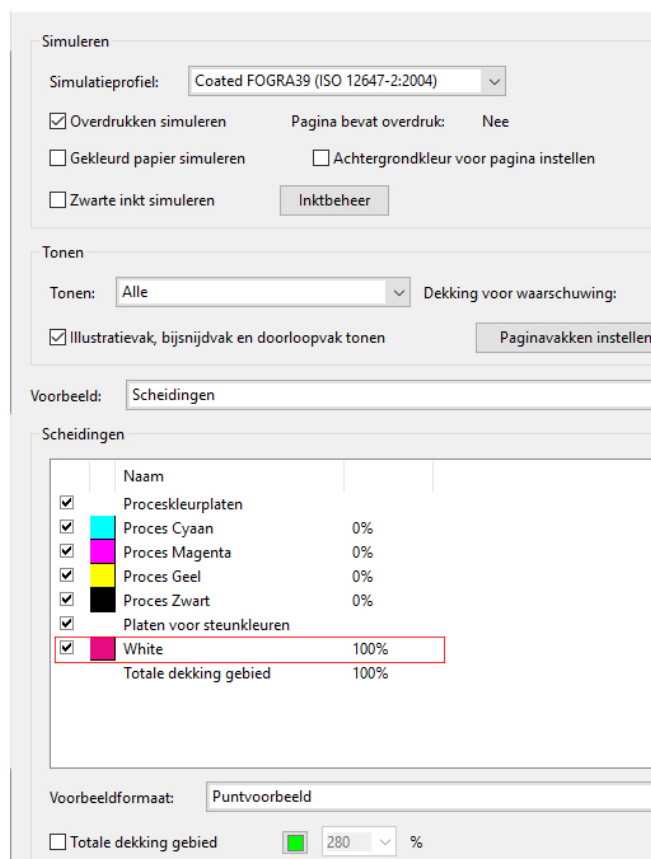 Simuleren
Simulatieprofiel: Coated FOGRA39 (ISO 12647-2:2004)
Overdrukken simuleren Pagina bevat overdruk: Nee
Gekleurd papier simuleren Achtergrondkleur voor pagina instellen
Zwarte inkt simuleren Inktbeheer
Tonen
Tonen: Alle Dekking voor waarschuwing:
Illustratievak, bijsnijdvak en doorloopvak tonen Paginavakken instellen
Voorbeeld: Scheidingen
Scheidingen
Naam
Proceskleurplaten
Proces Cyaan 0%
Proces Magenta 0%
Proces Geel 0%
Proces Zwart 0%
Platen voor steunkleuren
White 100%
Totale dekking gebied 100%
Voorbeeldformaat: Puntvoorbeeld
Totale dekking gebied 280 %